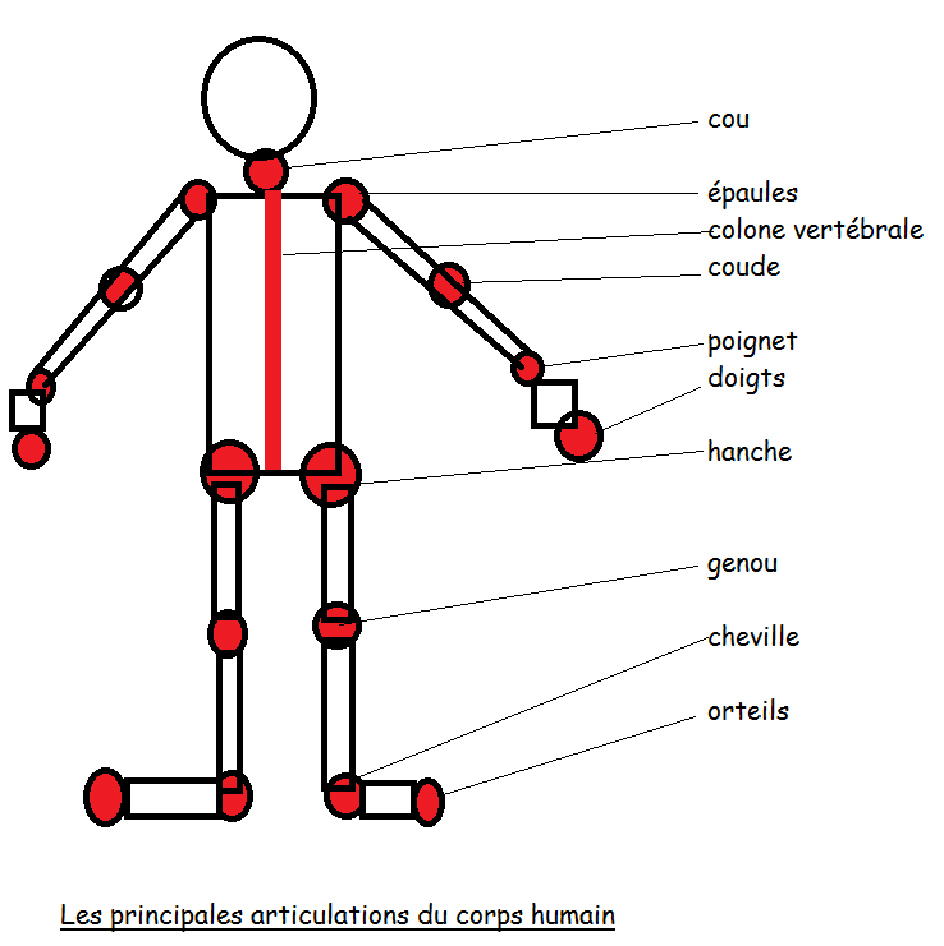 cou
épaules
colone vertébrale
coude
poignet
doigts
hanche
genou
cheville
orteils
Les principales articulations du corps humain